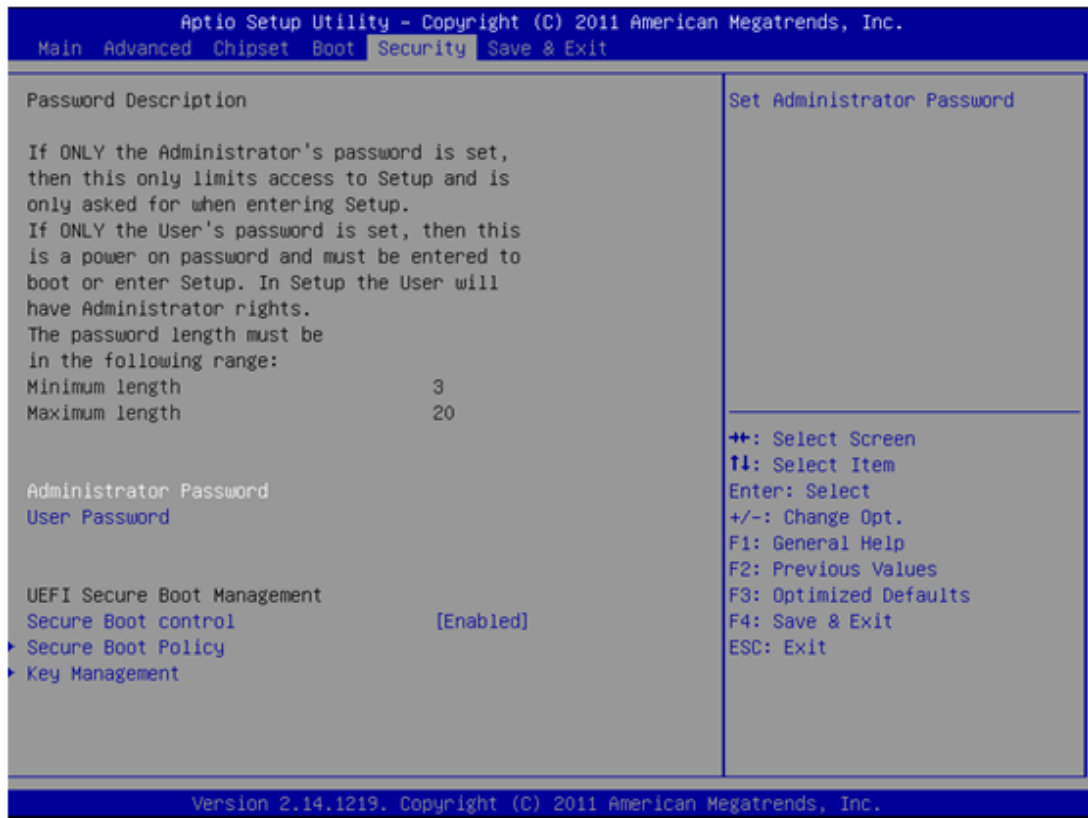 Aptio Setup Utility – Copyright (C) 2011 American Megatrends, Inc.
Main Advanced Chipset Boot Security Save & Exit
Password Description
If ONLY the Administrator's password is set,
then this only limits access to Setup and is
only asked for when entering Setup.
If ONLY the User's password is set, then this
is a power on password and must be entered to
boot or enter Setup. In Setup the User will
have Administrator rights.
The password length must be
in the following range:
Minimum length 3
Maximum length 20
Administrator Password
User Password
UEFI Secure Boot Management
Secure Boot control [Enabled]
Secure Boot Policy
Key Management
Set Administrator Password
→←: Select Screen
↑↓: Select Item
Enter: Select
+/-: Change Opt.
F1: General Help
F2: Previous Values
F3: Optimized Defaults
F4: Save & Exit
ESC: Exit
Version 2.14.1219. Copyright (C) 2011 American Megatrends, Inc.